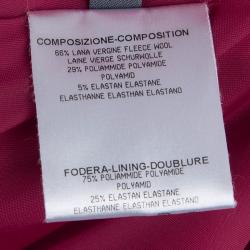 COMPOSIZIONE-COMPOSITION
66% LANA VERGINE FLEECE WOOL
LAINE VIERGE SCHURWOLLE
29% POLIAMMIDE POLYAMIDE
POLYAMID
5% ELASTAN ELASTANE
ELASTHANNE ELASTHAN ELASTANO
FODERA-LINING-DOUBLURE
75% POLIAMMIDE POLYAMIDE
POLYAMID
25% ELASTAN ELASTANE
ELASTHANNE ELASTHAN ELASTANO